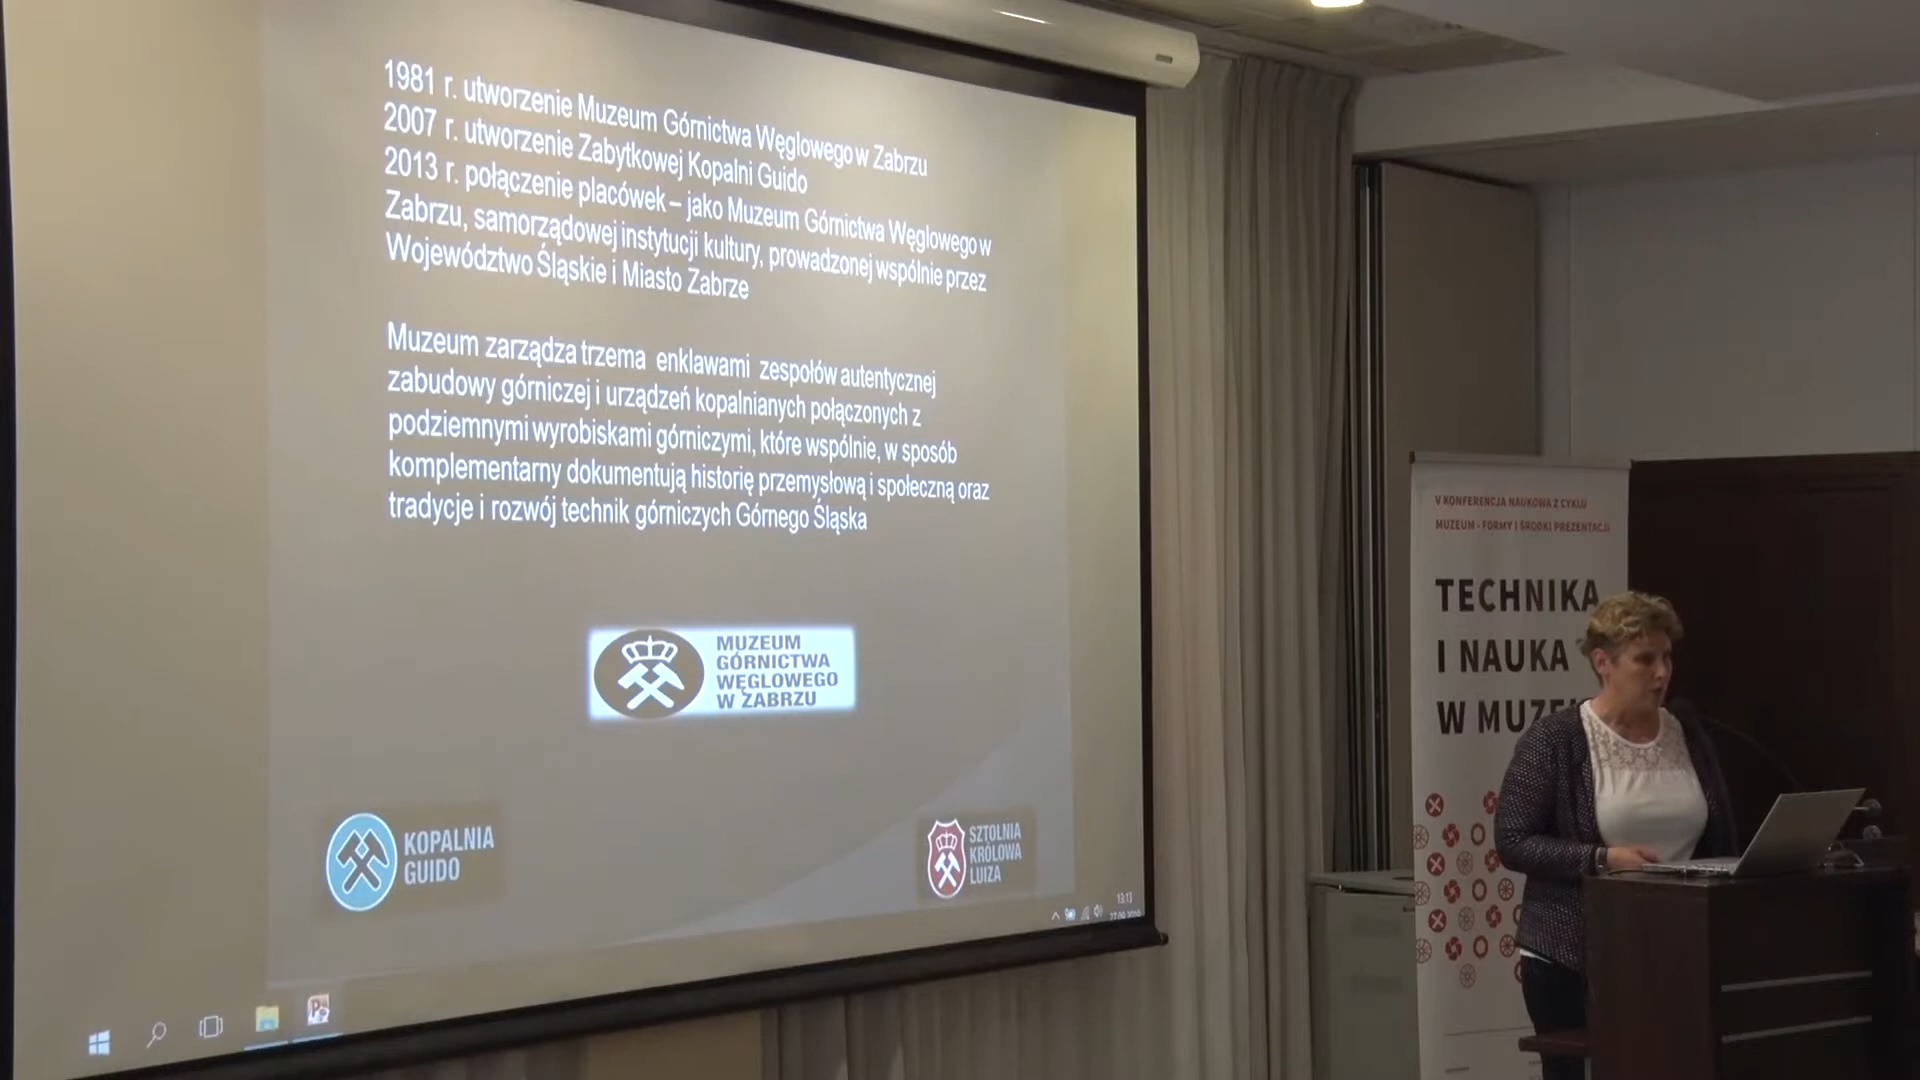 1981 r. utworzenie Muzeum Górnictwa Węglowego w Zabrzu
2007 r. utworzenie Zabytkowej Kopalni Guido
2013 r. połączenie placówek – jako Muzeum Górnictwa Węglowego w
Zabrzu, samorządowej instytucji kultury, prowadzonej wspólnie przez
Województwo Śląskie i Miasto Zabrze
Muzeum zarządza trzema enklawami zespołów autentycznej
zabudowy górniczej i urządzeń kopalnianych połączonych z
podziemnymi wyrobiskami górniczymi, które wspólnie, w sposób
komplementarny dokumentują historię przemysłową i społeczną oraz
tradycje i rozwój technik górniczych Górnego Śląska
MUZEUM
GÓRNICTWA
WĘGLOWEGO
W ZABRZU
KOPALNIA
GUIDO
SZTOLNIA
KRÓLOWA
LUIZA
13:13
V KONFERENCJA NAUKOWA Z CYKLU
MUZEUM - FORMY I ŚRODKI PREZENTACJI
TECHNIKA
I NAUKA
W MUZE